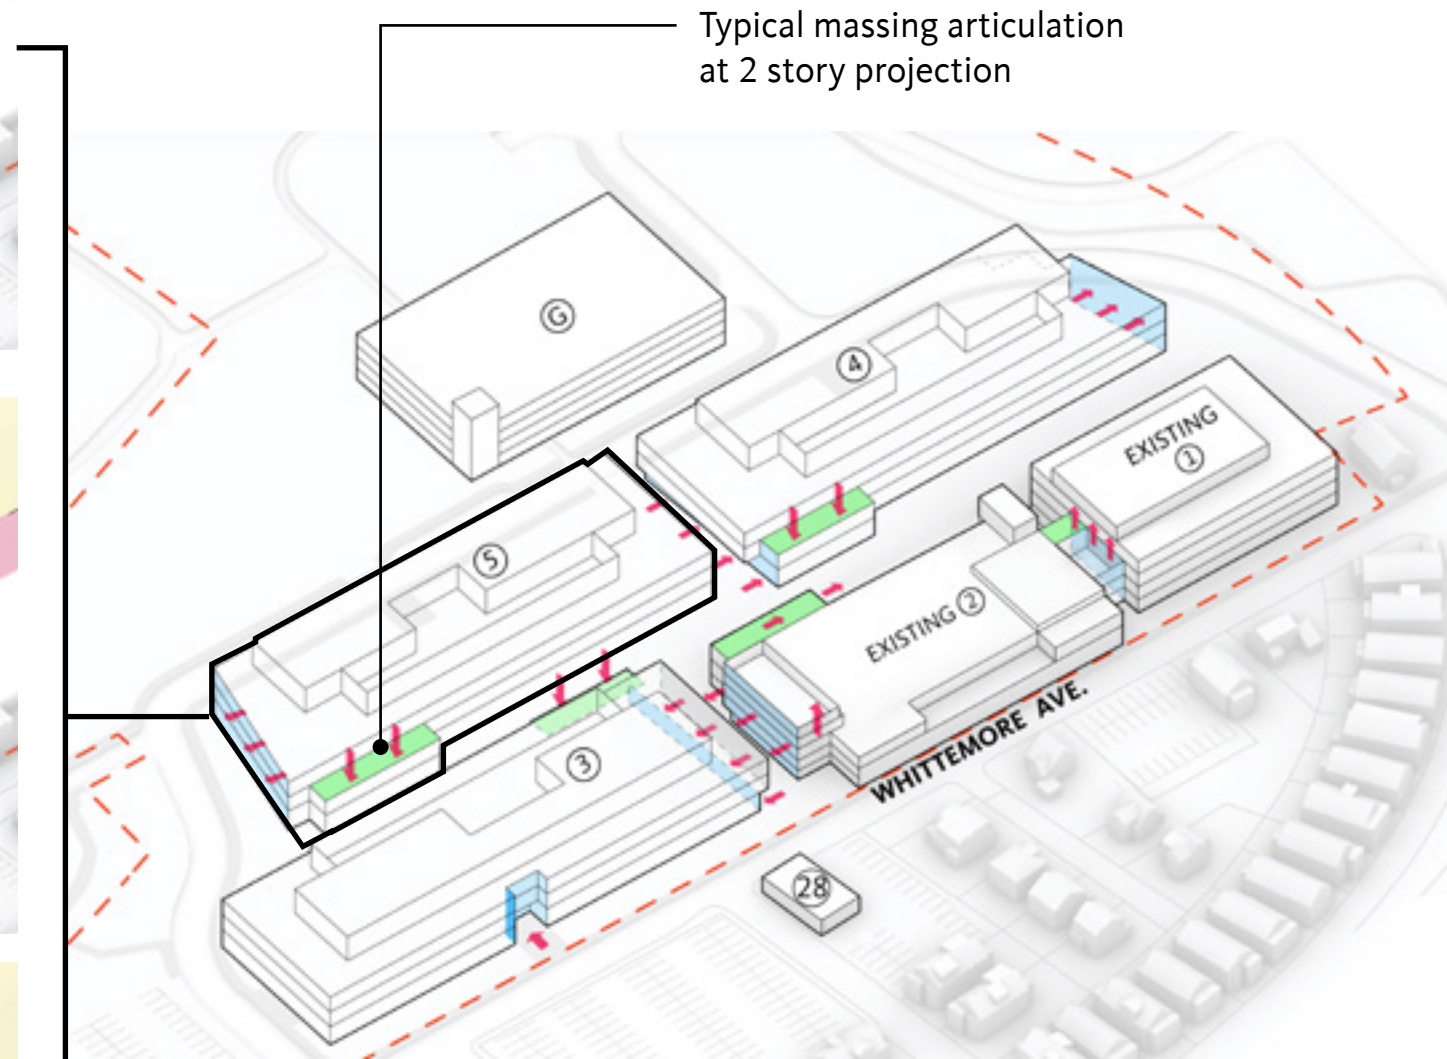 Typical massing articulation
at 2 story projection
G
4
EXISTING
1
5
EXISTING 2
3
WHITTEMORE AVE.
28